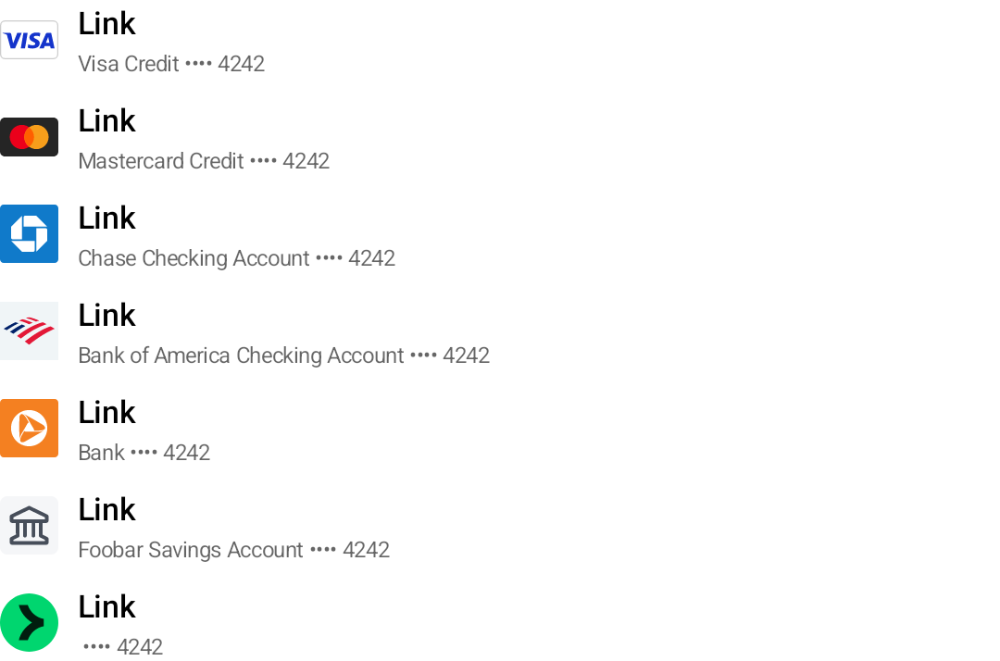 VISA
Link
Visa Credit •••• 4242
Link
Mastercard Credit •••• 4242
Link
Chase Checking Account •••• 4242
Link
Bank of America Checking Account •••• 4242
Link
Bank •••• 4242
Link
Foobar Savings Account •••• 4242
Link
•••• 4242